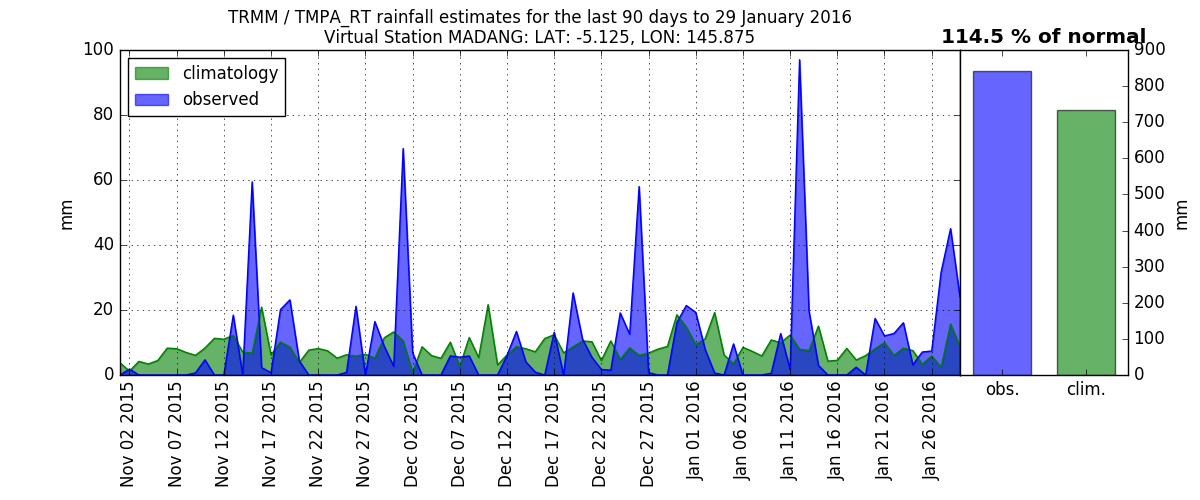 TRMM / TMPA_RT rainfall estimates for the last 90 days to 29 January 2016
Virtual Station MADANG: LAT: -5.125, LON: 145.875
114.5 % of normal
climatology
observed
mm
100
80
60
40
20
0
Nov 02 2015
Nov 07 2015
Nov 12 2015
Nov 17 2015
Nov 22 2015
Nov 27 2015
Dec 02 2015
Dec 07 2015
Dec 12 2015
Dec 17 2015
Dec 22 2015
Dec 27 2015
Jan 01 2016
Jan 06 2016
Jan 11 2016
Jan 16 2016
Jan 21 2016
Jan 26 2016
obs.
clim.
900
800
700
600
500
400
300
200
100
0
mm